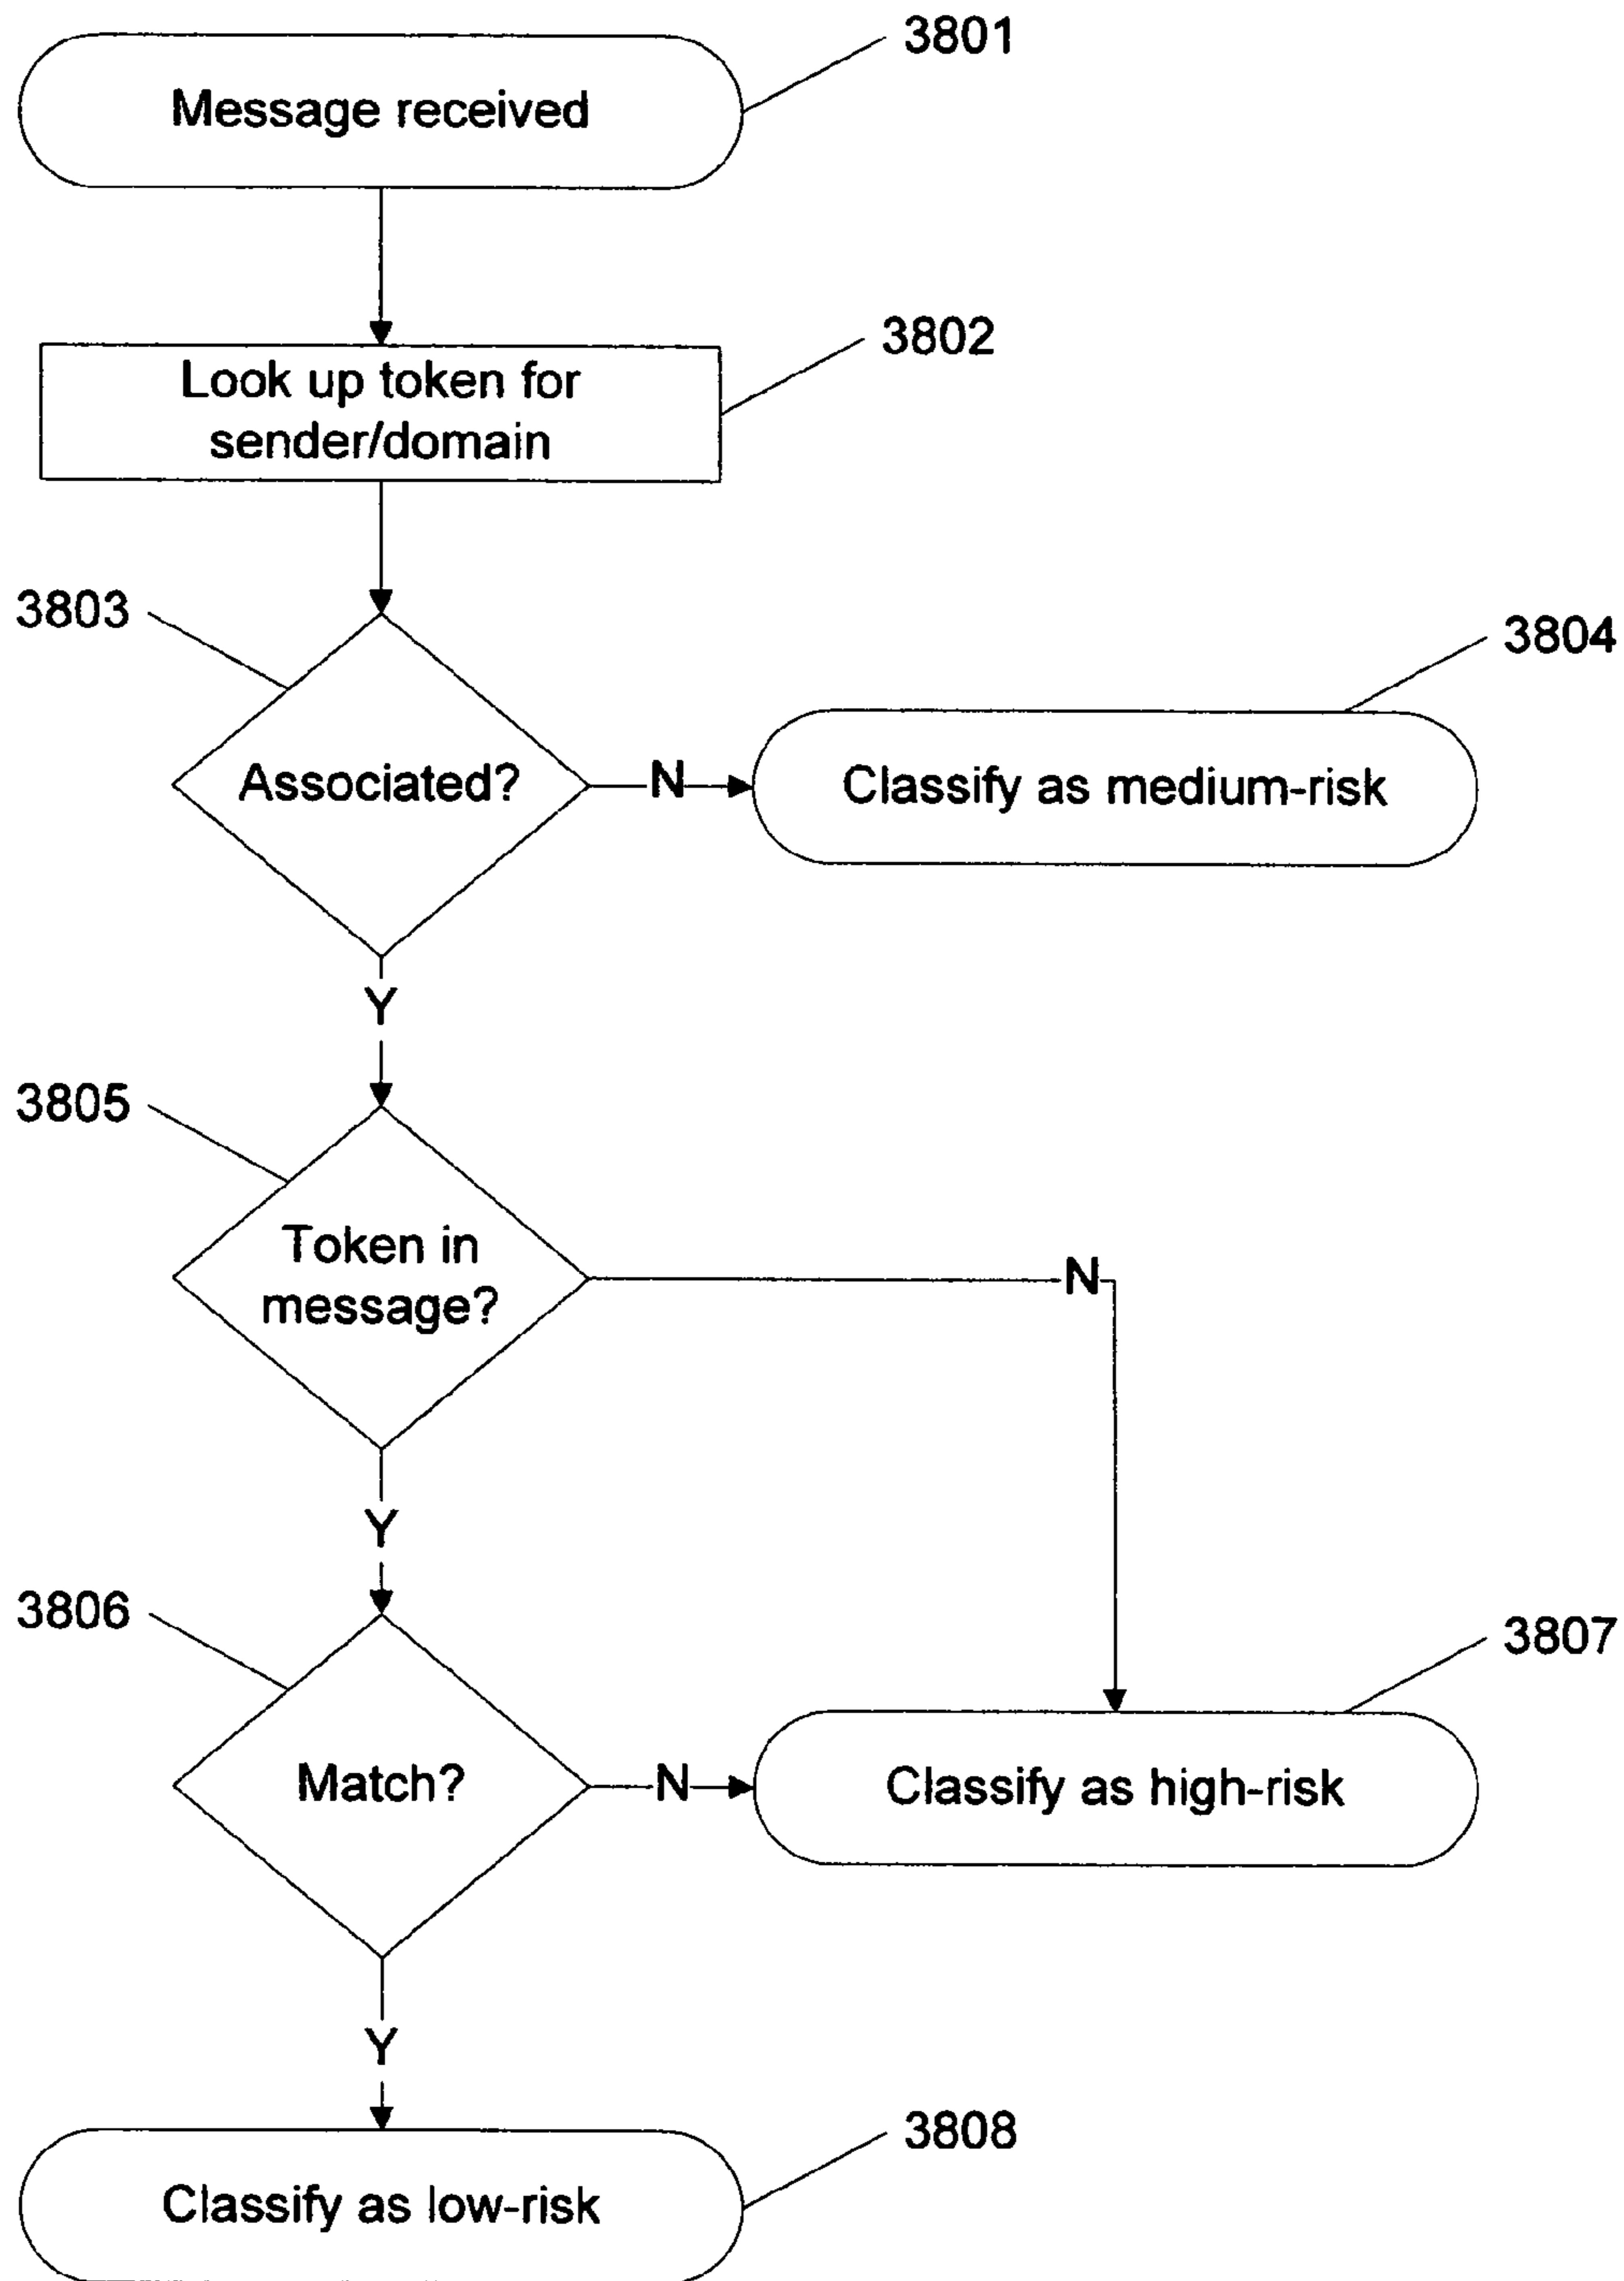 3801
Message received
3802
Look up token for
sender/domain
3803
3804
Associated?
N
Classify as medium-risk
Y
3805
Token in
message?
N
Y
3806
3807
Match?
N
Classify as high-risk
Y
3808
Classify as low-risk